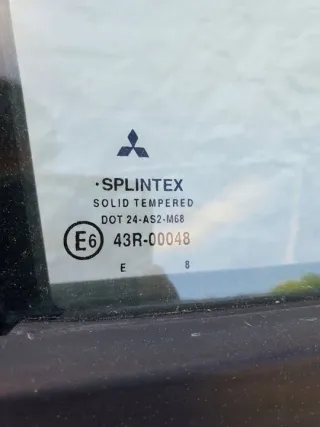 ·SPLINTEX
SOLID TEMPERED
DOT 24-AS2-M68
E6 43R-00048
E 8